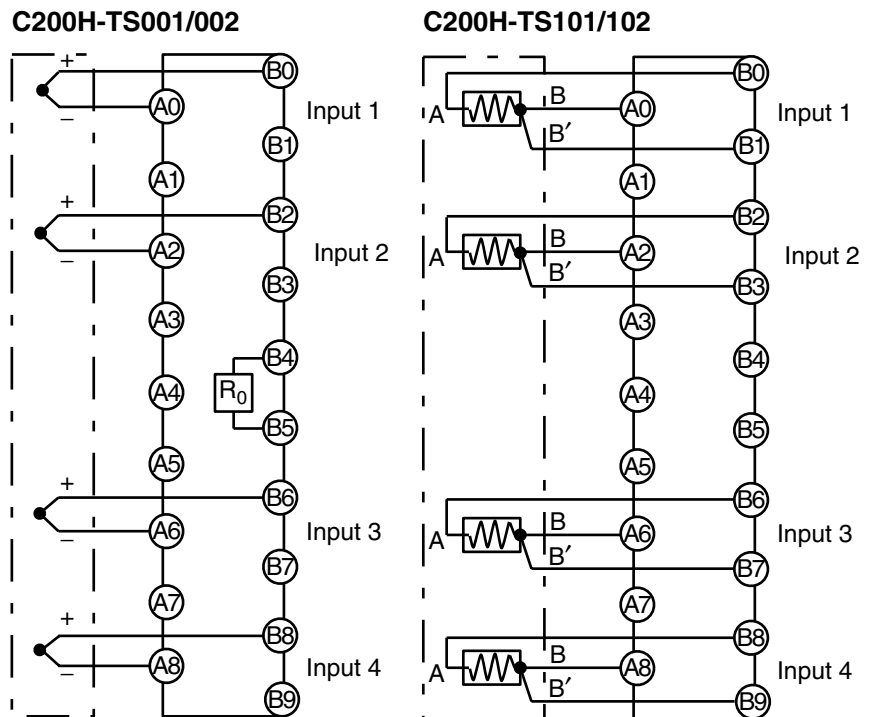 C200H-TS001/002
C200H-TS101/102
+
B0
A0
Input 1
–
B1
A1
+
B2
A2
Input 2
–
B3
A3
B4
A4
R₀
B5
A5
+
B6
A6
Input 3
–
B7
A7
+
B8
A8
Input 4
–
B9
B0
A
B
A0
Input 1
B′
B1
A1
B2
A
B
A2
Input 2
B′
B3
A3
B4
A4
B5
A5
B6
A
B
A6
Input 3
B′
B7
A7
B8
A
B
A8
Input 4
B′
B9